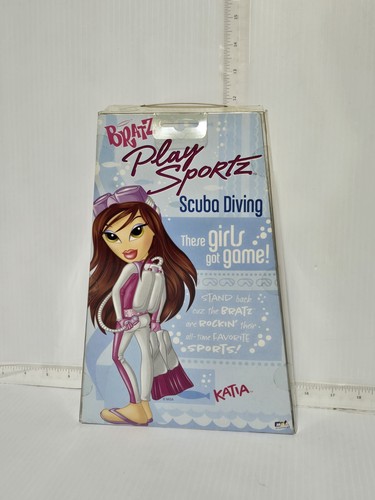 BRATZ
Play
Sportz
Scuba Diving
These girls
got game!
STAND back
cuz the BRATZ
are ROCKIN' their
all-time FAVORITE
SPORTS!
KATIA